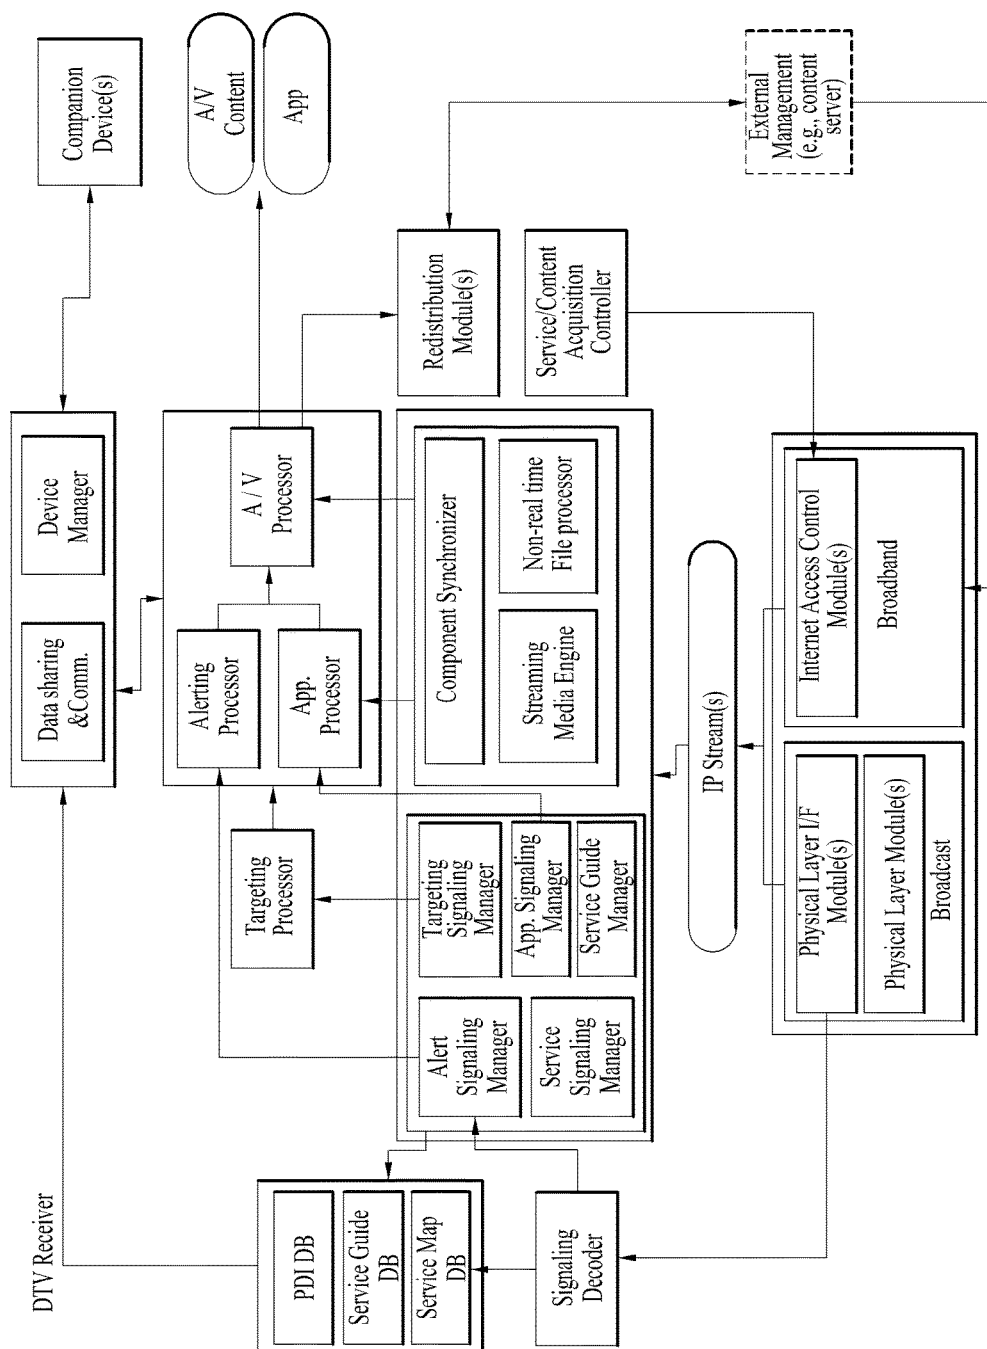 DTV Receiver
PDI DB
Service Guide
DB
Service Map
DB
Signaling
Decoder
Data sharing
&Comm.
Device
Manager
Companion
Device(s)
Targeting
Processor
Alerting
Processor
App.
Processor
A / V
Processor
A/V
Content
App
Alert
Signaling
Manager
Service
Signaling
Manager
Targeting
Signaling
Manager
App. Signaling
Manager
Service Guide
Manager
Component Synchronizer
Streaming
Media Engine
Non-real time
File processor
Redistribution
Module(s)
Service/Content
Acquisition
Controller
External
Management
(e.g., content
server)
IP Stream(s)
Physical Layer I/F
Module(s)
Physical Layer Module(s)
Broadcast
Internet Access Control
Module(s)
Broadband